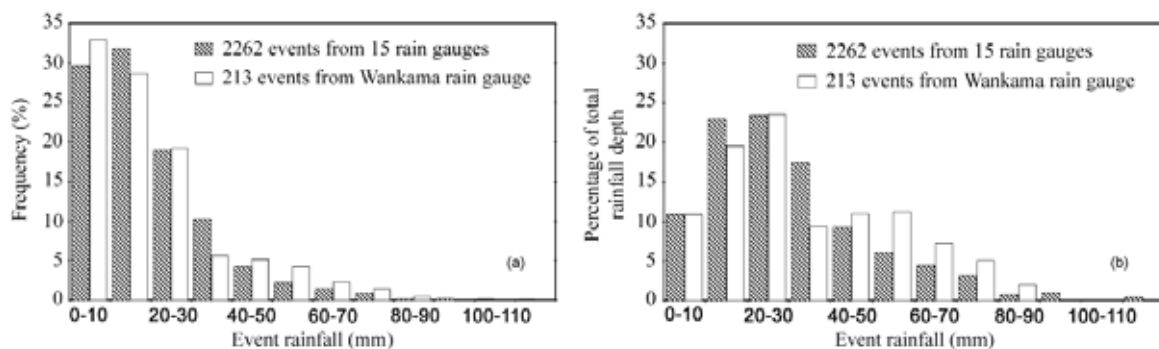 35
30
25
20
15
10
5
0
Frequency (%)
2262 events from 15 rain gauges
213 events from Wankama rain gauge
(a)
0-10 20-30 40-50 60-70 80-90 100-110
Event rainfall (mm)
35
30
25
20
15
10
5
0
Percentage of total
rainfall depth
2262 events from 15 rain gauges
213 events from Wankama rain gauge
(b)
0-10 20-30 40-50 60-70 80-90 100-110
Event rainfall (mm)